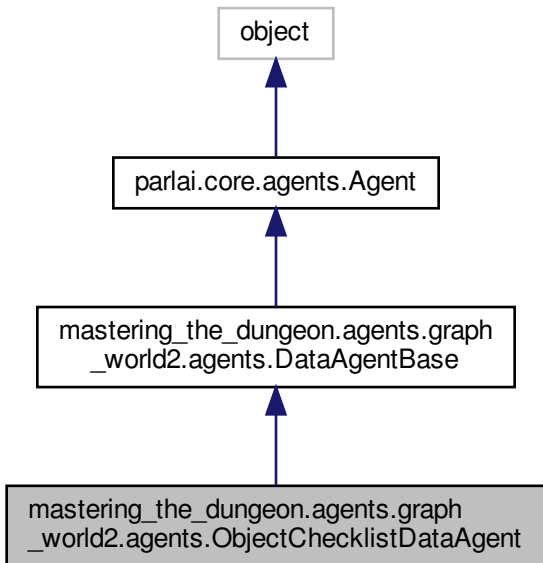 object
parlai.core.agents.Agent
mastering_the_dungeon.agents.graph
_world2.agents.DataAgentBase
mastering_the_dungeon.agents.graph
_world2.agents.ObjectChecklistDataAgent